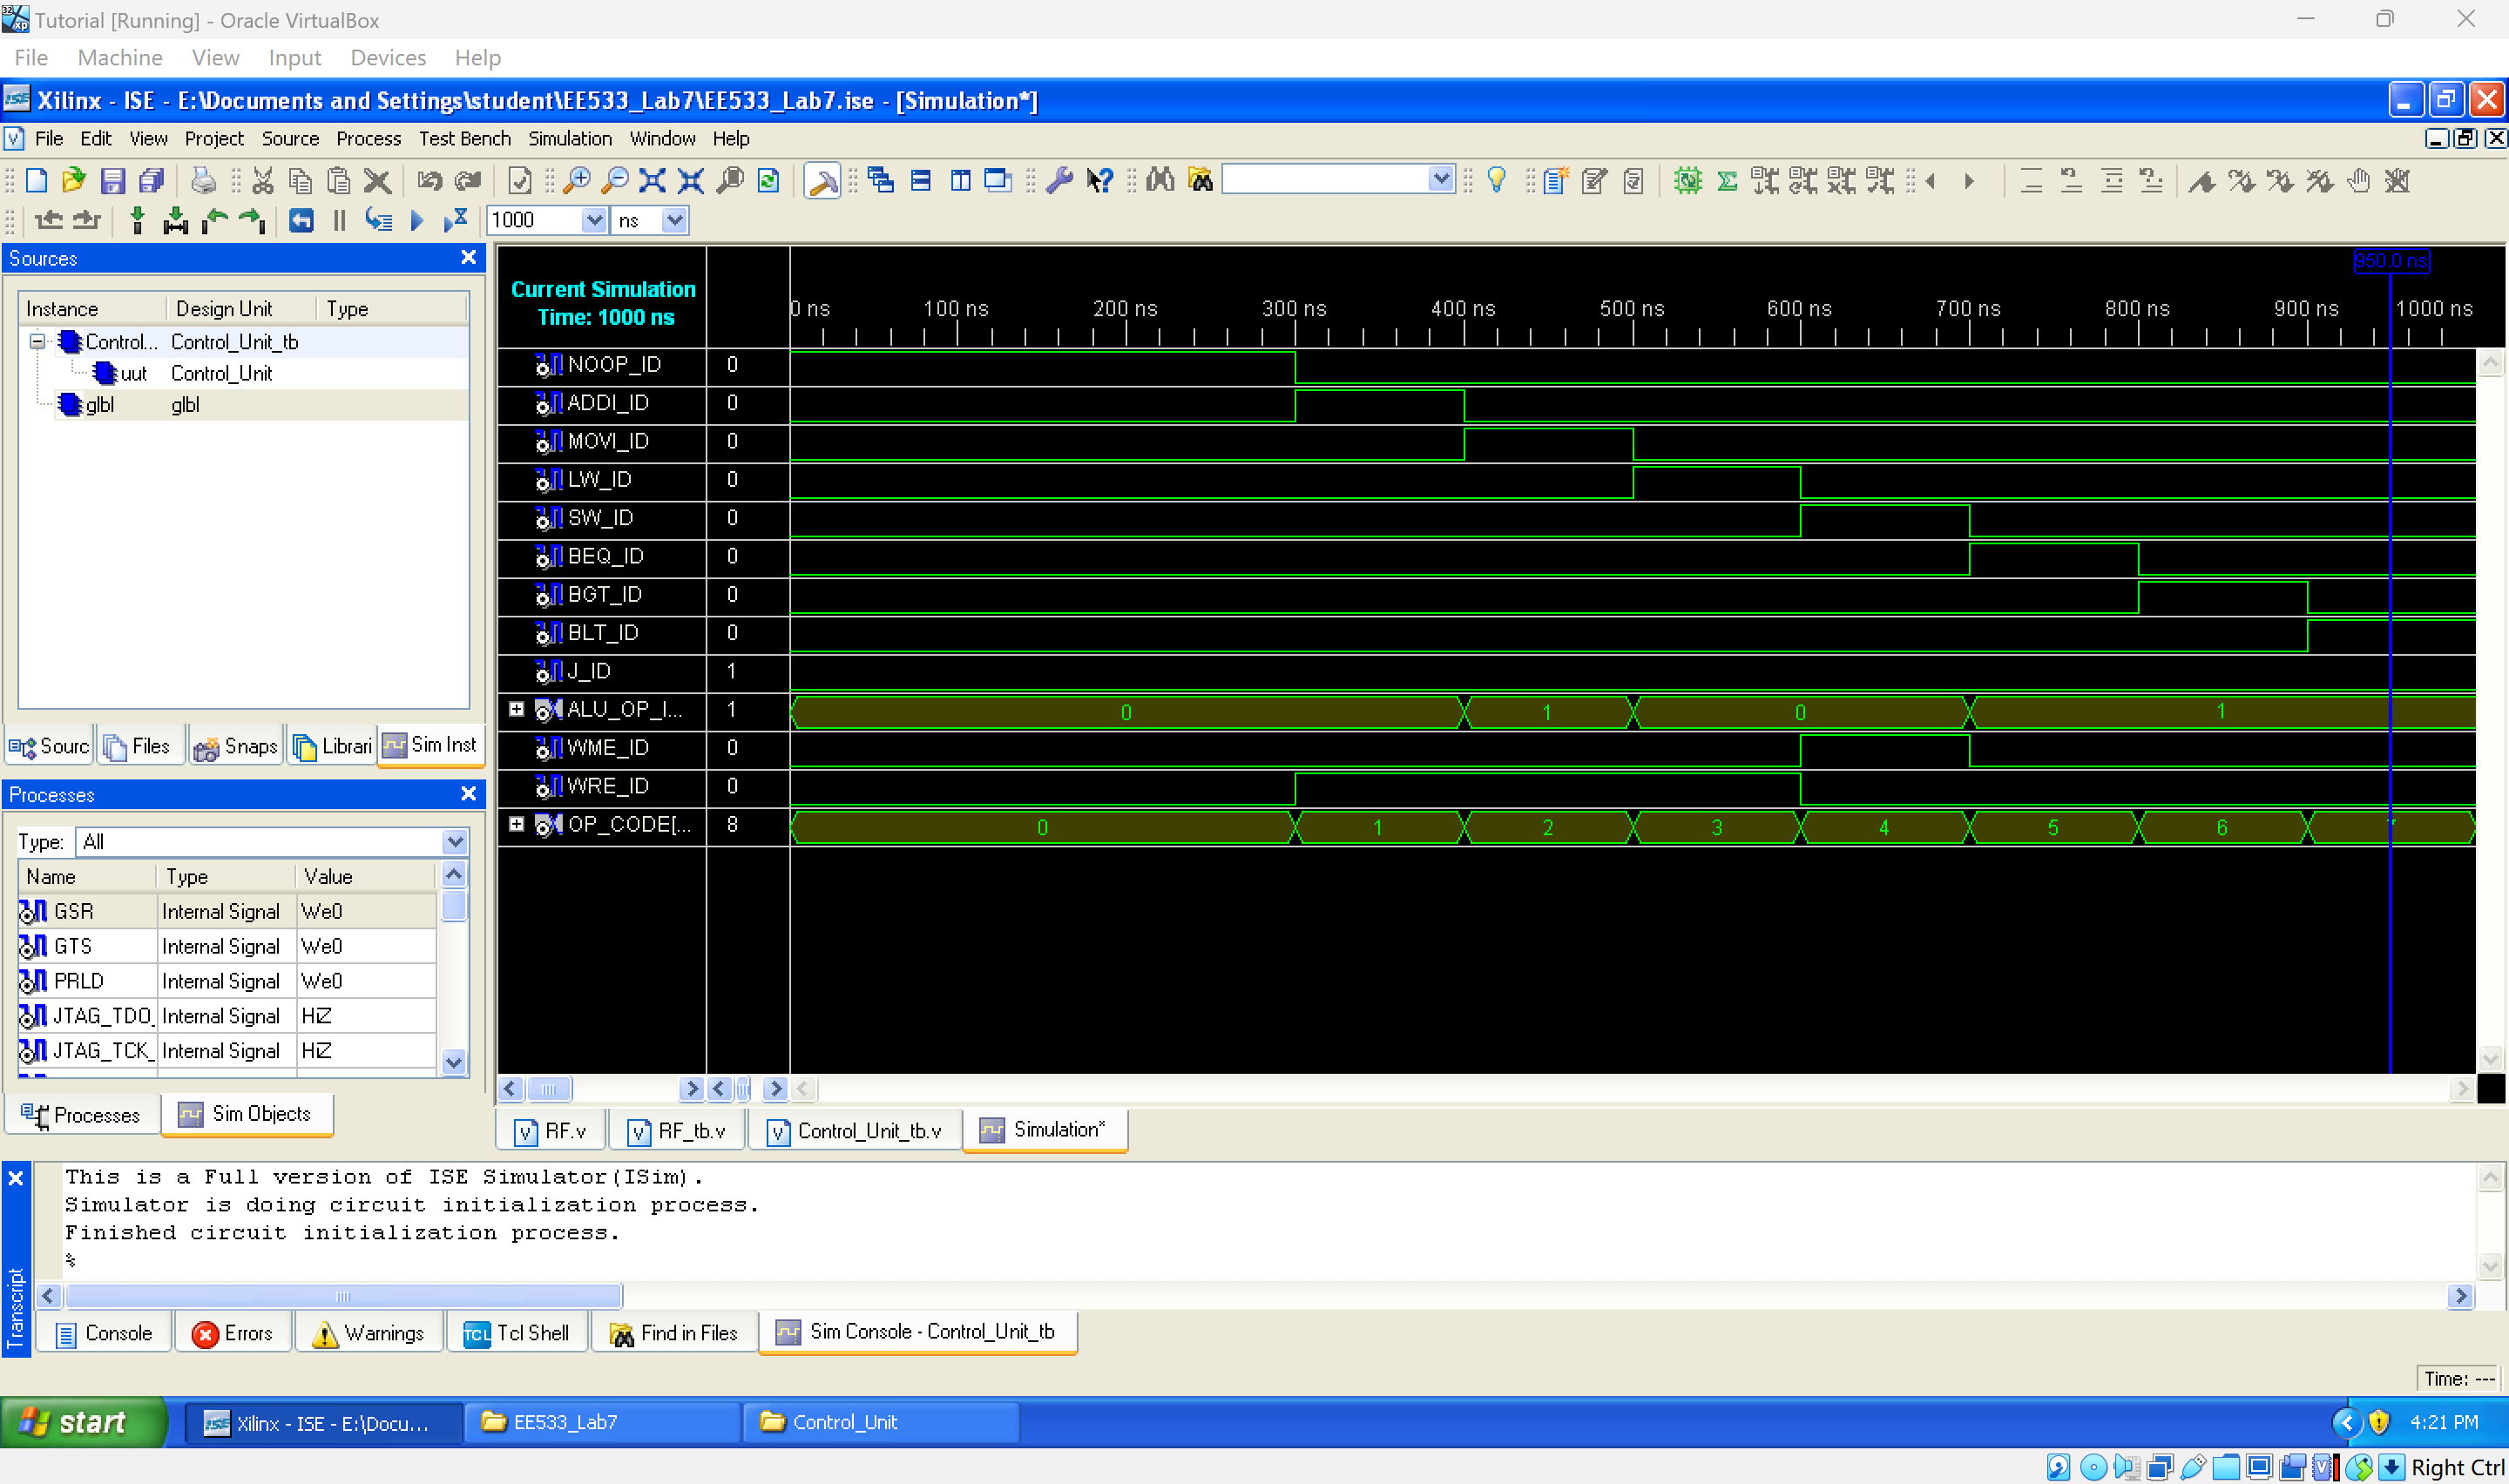 Tutorial [Running] - Oracle VirtualBox
File Machine View Input Devices Help
Xilinx - ISE - E:\Documents and Settings\student\EE533_Lab7\EE533_Lab7.ise - [Simulation*]
File Edit View Project Source Process Test Bench Simulation Window Help
1000 ns
Sources
Instance Design Unit Type
Control... Control_Unit_tb
uut Control_Unit
glbl glbl
Sourc Files Snaps Librari Sim Inst
Processes
Type: All
Name Type Value
GSR Internal Signal We0
GTS Internal Signal We0
PRLD Internal Signal We0
JTAG_TDO_ Internal Signal HiZ
JTAG_TCK_ Internal Signal HiZ
Processes Sim Objects
950.0 ns
Current Simulation
Time: 1000 ns
0 ns 100 ns 200 ns 300 ns 400 ns 500 ns 600 ns 700 ns 800 ns 900 ns 1000 ns
NOOP_ID 0
ADDI_ID 0
MOVI_ID 0
LW_ID 0
SW_ID 0
BEQ_ID 0
BGT_ID 0
BLT_ID 0
J_ID 1
ALU_OP_I... 1 0 1 0 1
WME_ID 0
WRE_ID 0
OP_CODE[... 8 0 1 2 3 4 5 6 7
RF.v RF_tb.v Control_Unit_tb.v Simulation*
Transcript
This is a Full version of ISE Simulator(ISim).
Simulator is doing circuit initialization process.
Finished circuit initialization process.
%
Console Errors Warnings TCL Tcl Shell Find in Files Sim Console - Control_Unit_tb
Time: ---
start Xilinx - ISE - E:\Docu... EE533_Lab7 Control_Unit 4:21 PM
Right Ctrl